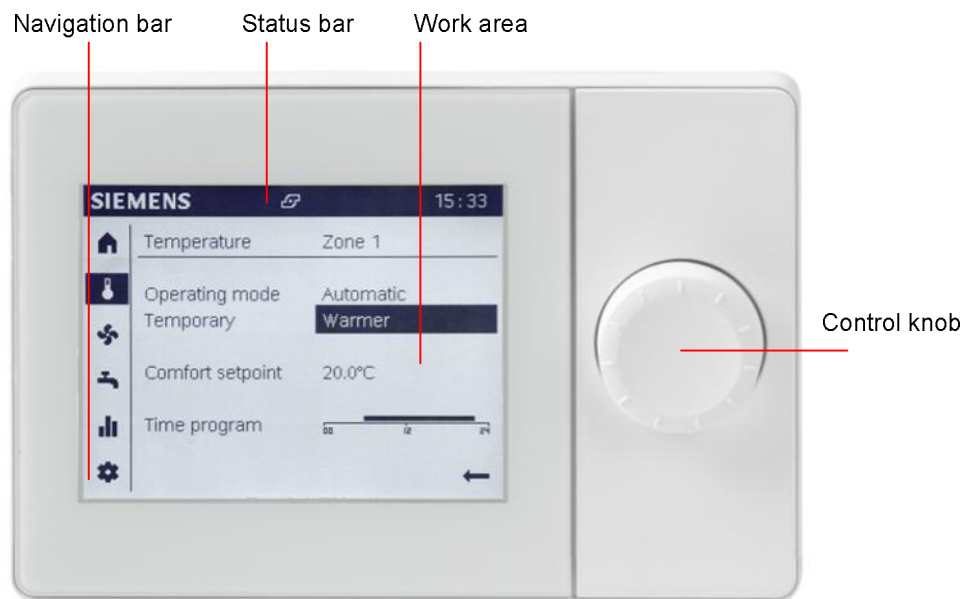 Navigation bar Status bar Work area
SIEMENS 15:33
Temperature Zone 1
Operating mode Automatic
Temporary Warmer
Control knob
Comfort setpoint 20.0°C
Time program
00 12 24